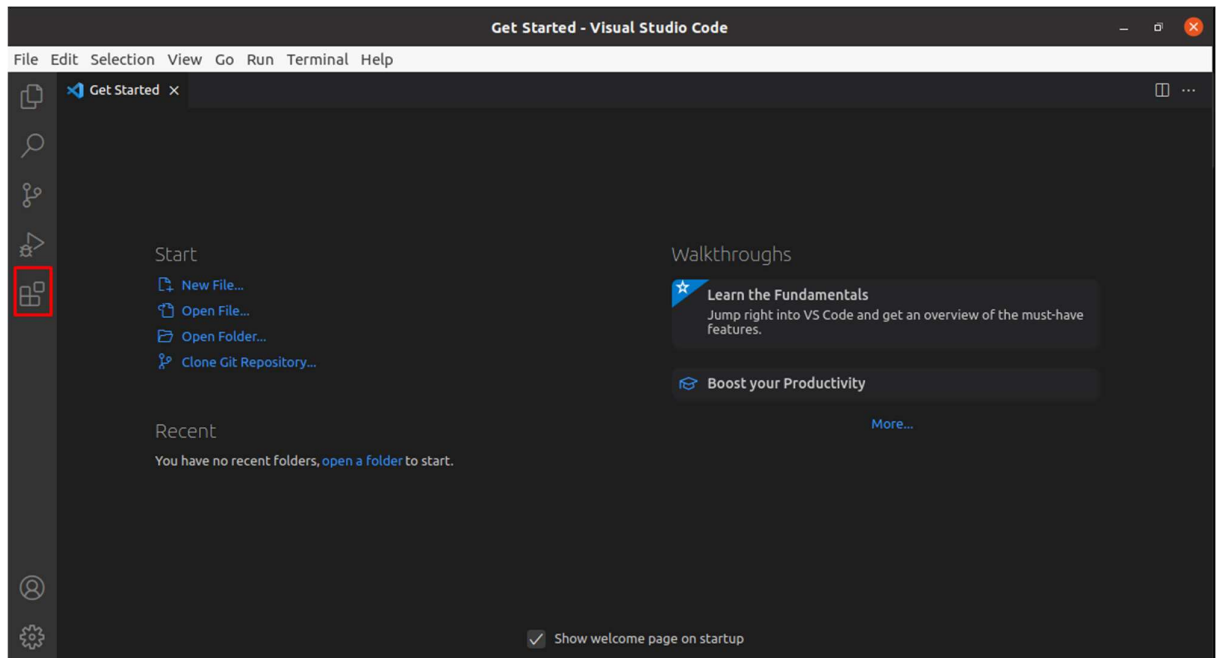 Get Started - Visual Studio Code
File Edit Selection View Go Run Terminal Help
Get Started
Start
New File...
Open File...
Open Folder...
Clone Git Repository...
Recent
You have no recent folders, open a folder to start.
Walkthroughs
Learn the Fundamentals
Jump right into VS Code and get an overview of the must-have
features.
Boost your Productivity
More...
Show welcome page on startup